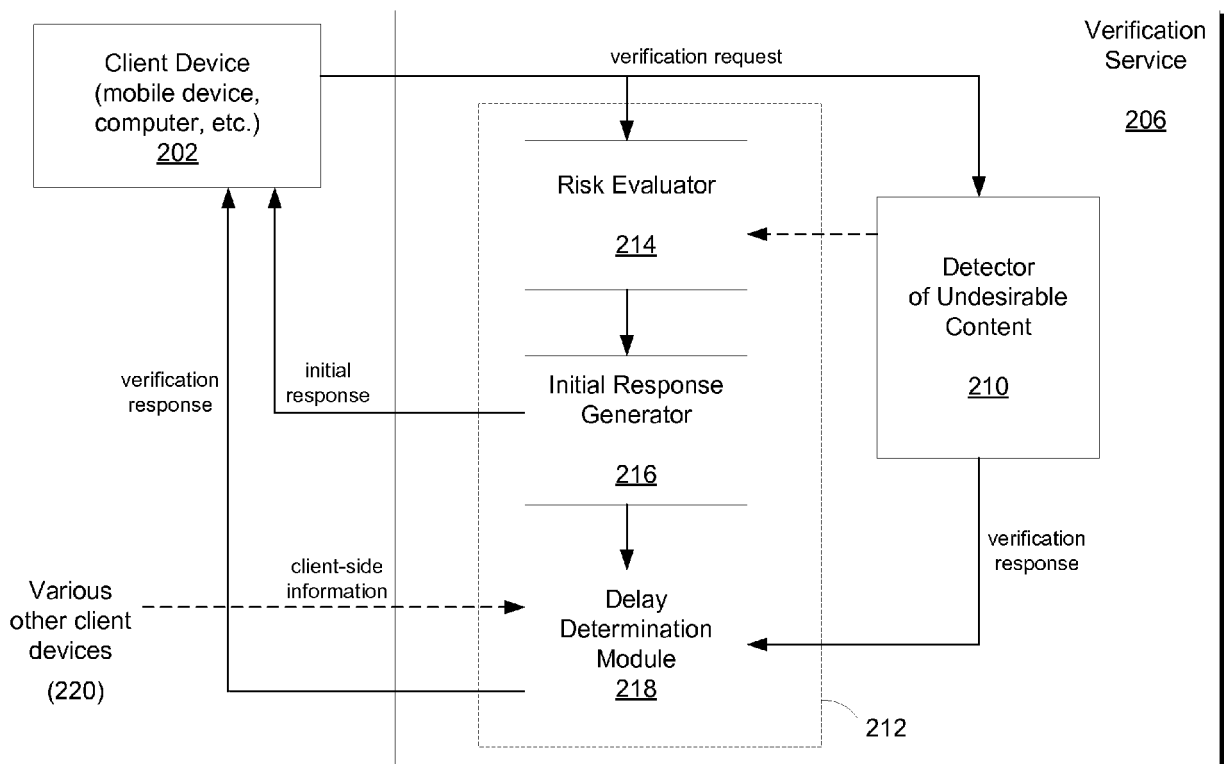 Client Device
(mobile device,
computer, etc.)
202
verification request
Verification
Service
206
Risk Evaluator
214
Detector
of Undesirable
Content
210
verification
response
initial
response
Initial Response
Generator
216
verification
response
client-side
information
Various
other client
devices
(220)
Delay
Determination
Module
218
212